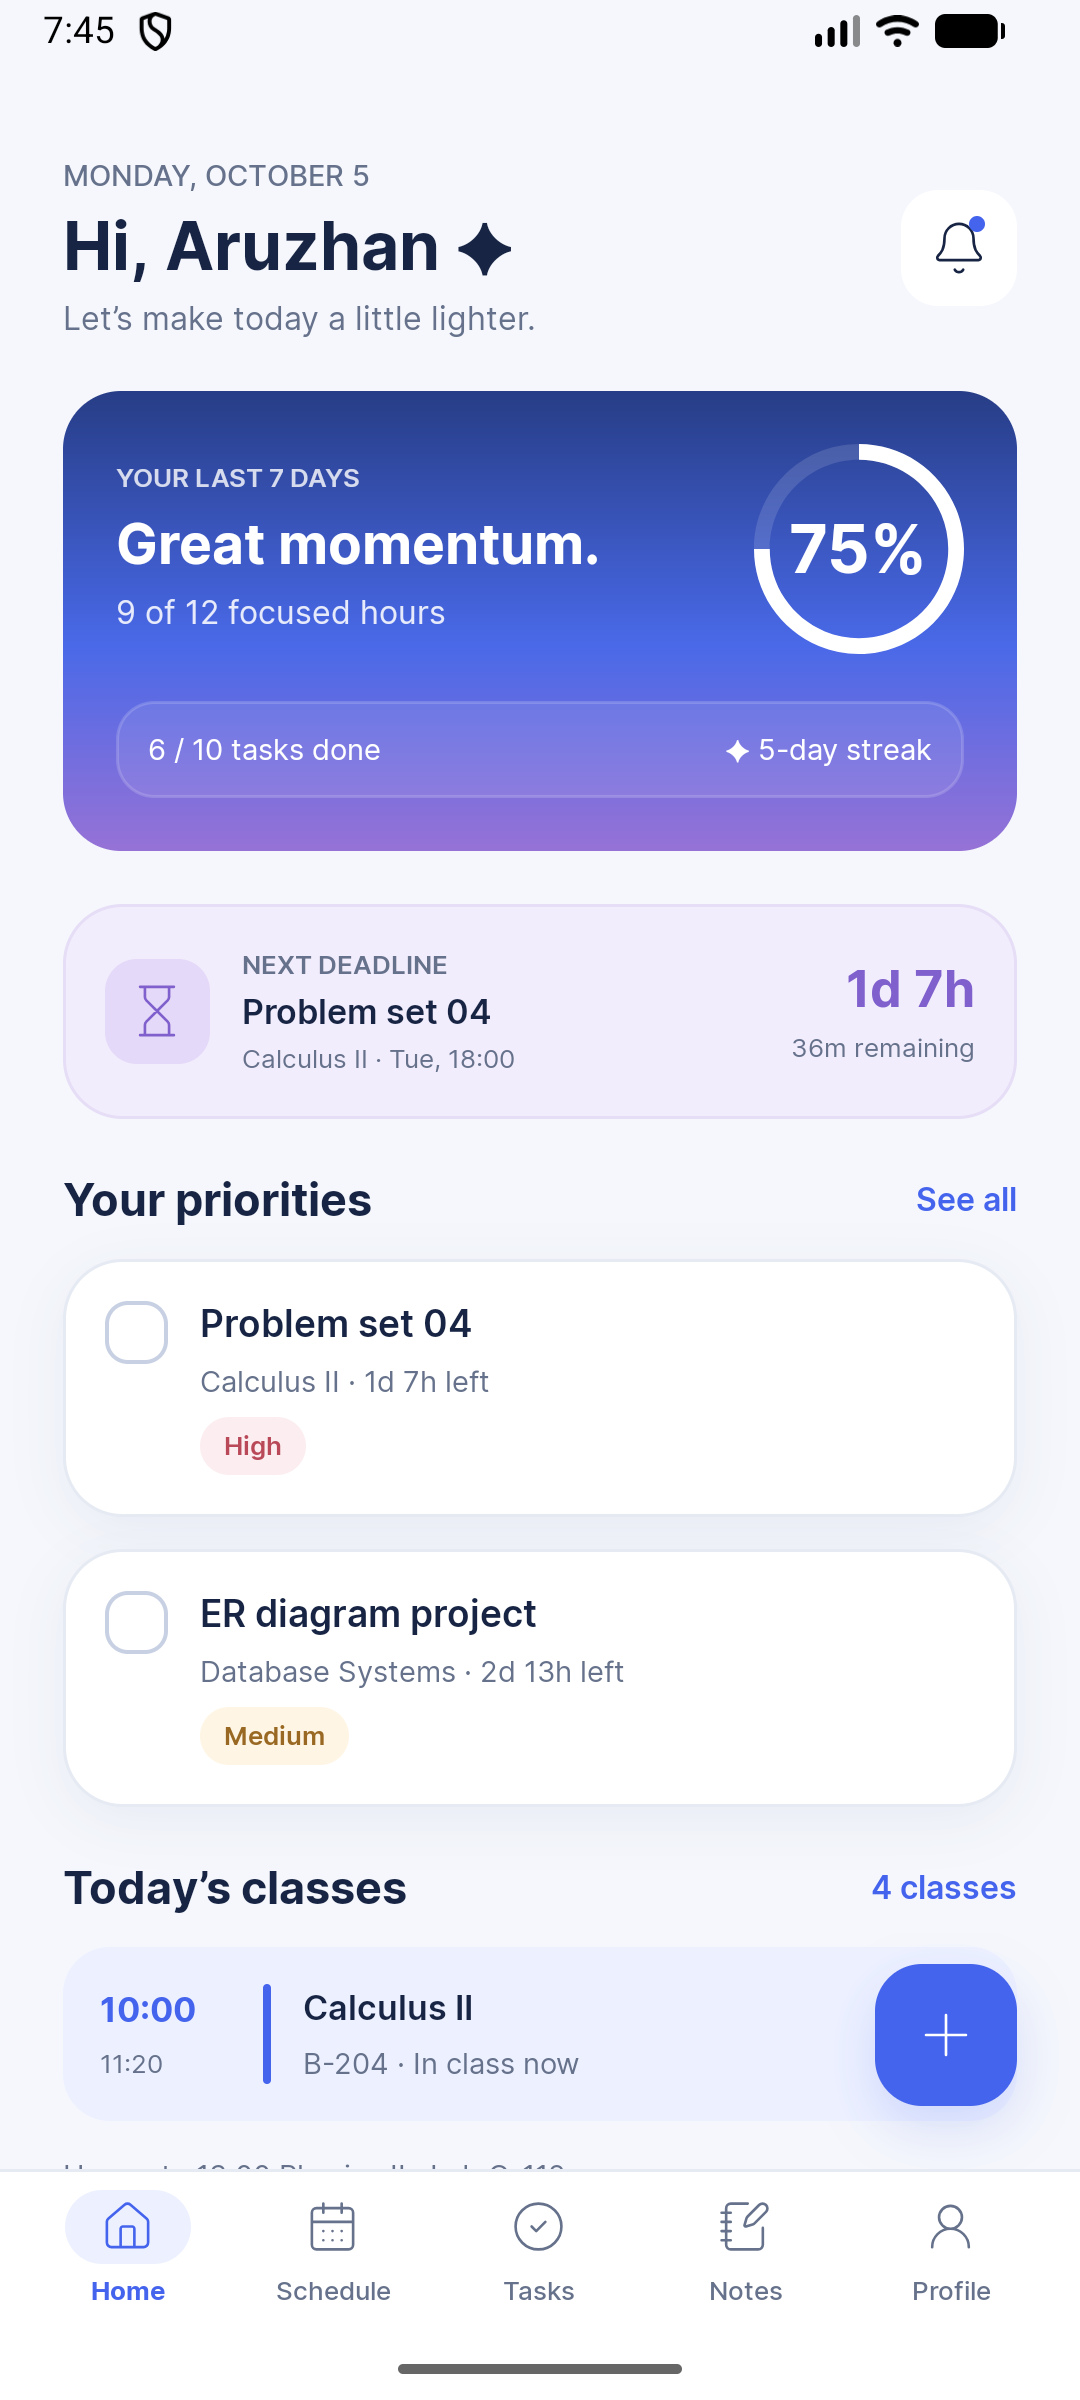 7:45
MONDAY, OCTOBER 5
Hi, Aruzhan ✦
Let’s make today a little lighter.
YOUR LAST 7 DAYS
Great momentum.
9 of 12 focused hours
75%
6 / 10 tasks done
✦ 5-day streak
NEXT DEADLINE
Problem set 04
Calculus II · Tue, 18:00
1d 7h
36m remaining
Your priorities
See all
Problem set 04
Calculus II · 1d 7h left
High
ER diagram project
Database Systems · 2d 13h left
Medium
Today’s classes
4 classes
10:00
11:20
Calculus II
B-204 · In class now
Home
Schedule
Tasks
Notes
Profile